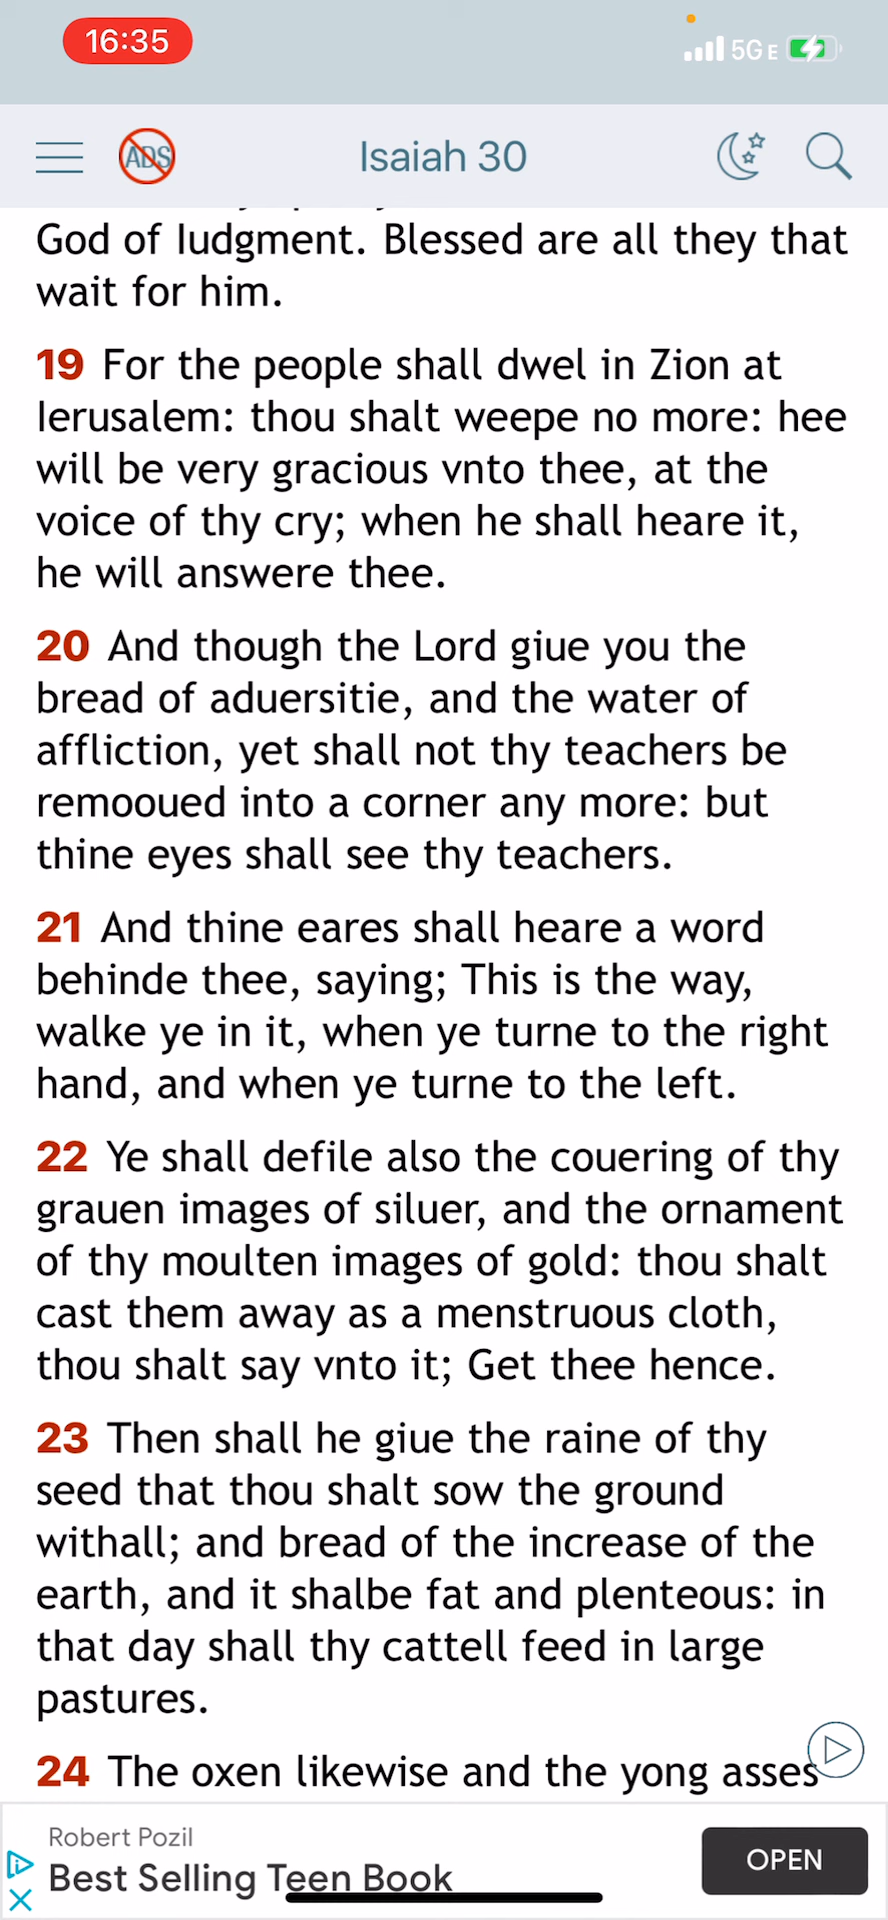 16:35
5G E
ADS
Isaiah 30
God of Iudgment. Blessed are all they that
wait for him.
19 For the people shall dwel in Zion at
Ierusalem: thou shalt weepe no more: hee
will be very gracious vnto thee, at the
voice of thy cry; when he shall heare it,
he will answere thee.
20 And though the Lord giue you the
bread of aduersitie, and the water of
affliction, yet shall not thy teachers be
remooued into a corner any more: but
thine eyes shall see thy teachers.
21 And thine eares shall heare a word
behinde thee, saying; This is the way,
walke ye in it, when ye turne to the right
hand, and when ye turne to the left.
22 Ye shall defile also the couering of thy
grauen images of siluer, and the ornament
of thy moulten images of gold: thou shalt
cast them away as a menstruous cloth,
thou shalt say vnto it; Get thee hence.
23 Then shall he giue the raine of thy
seed that thou shalt sow the ground
withall; and bread of the increase of the
earth, and it shalbe fat and plenteous: in
that day shall thy cattell feed in large
pastures.
24 The oxen likewise and the yong asses
Robert Pozil
Best Selling Teen Book
OPEN